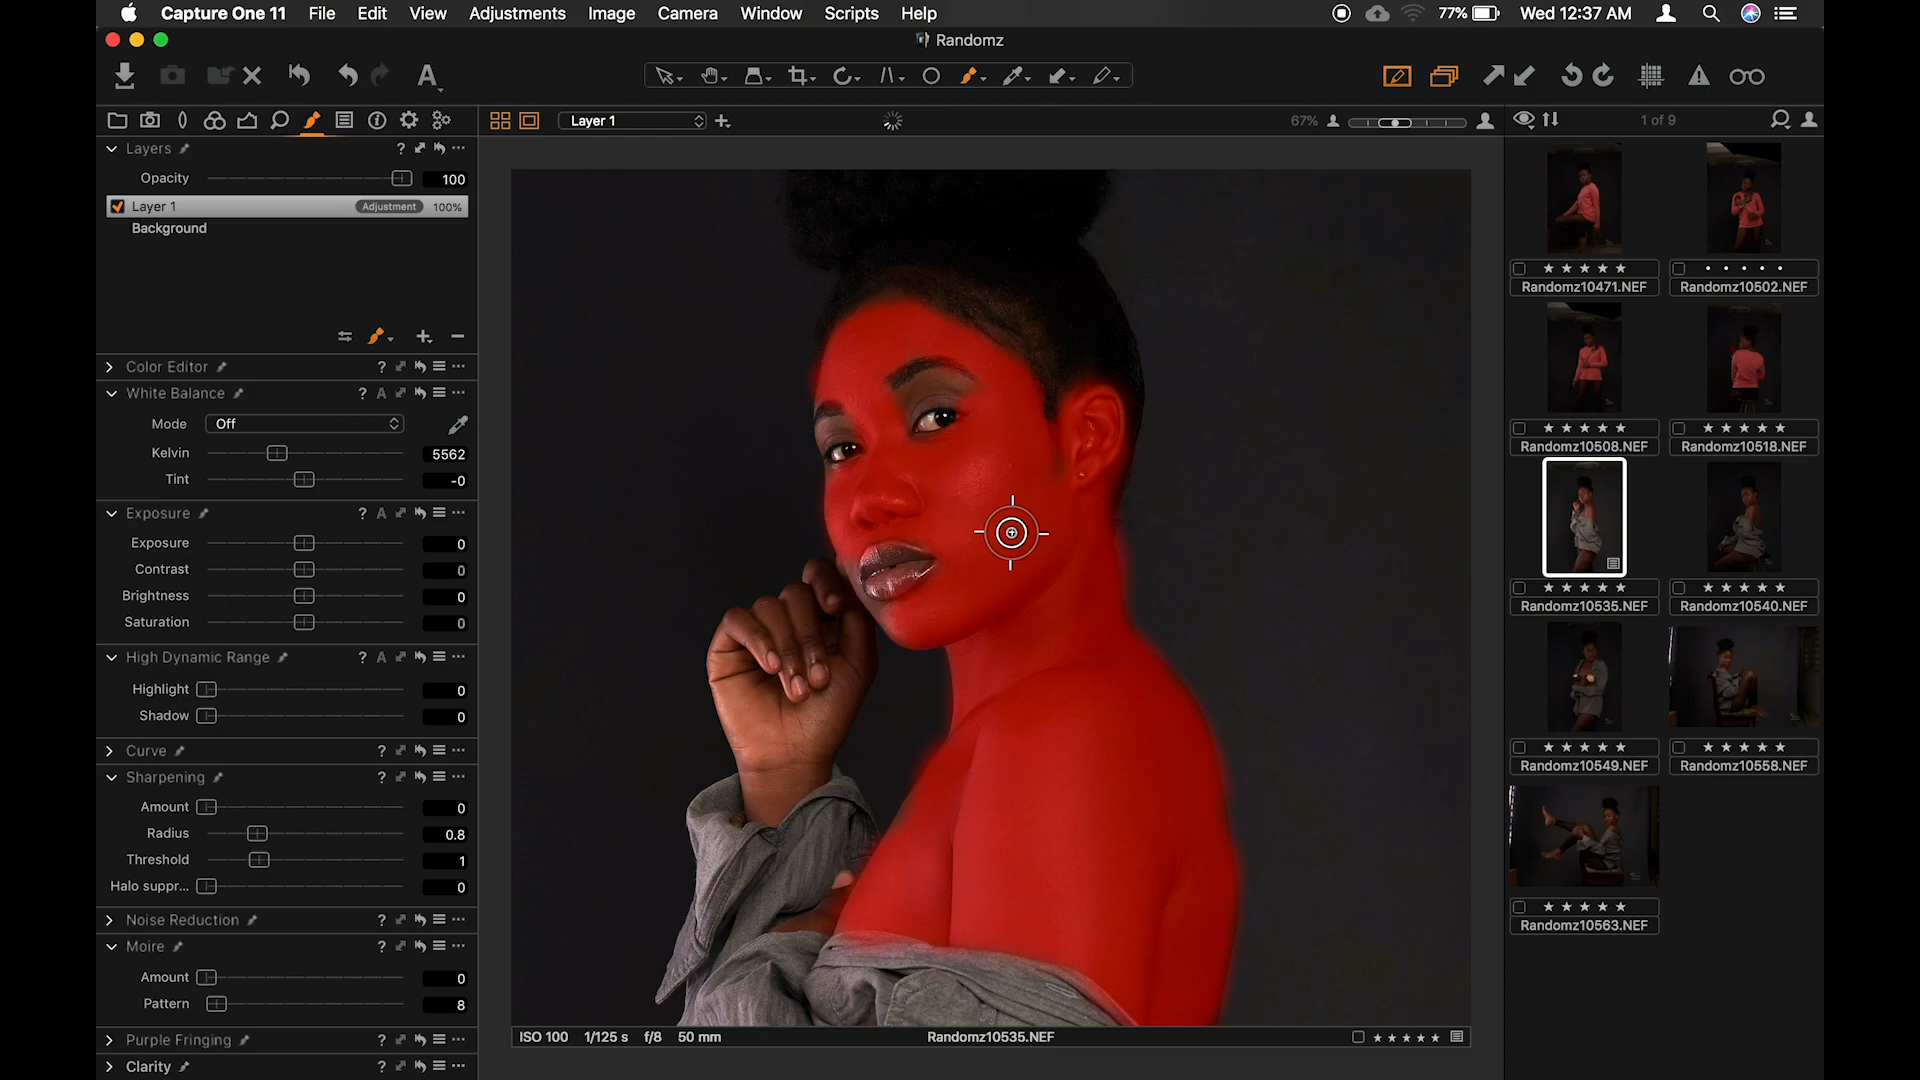 Capture One 11 File Edit View Adjustments Image Camera Window Scripts Help 77% Wed 12:37 AM
Randomz
A
Layer 1
67%
1 of 9
Layers ?
Opacity 100
Layer 1 Adjustment 100%
Background
Color Editor ?
White Balance ? A
Mode Off
Kelvin 5562
Tint -0
Exposure ? A
Exposure 0
Contrast 0
Brightness 0
Saturation 0
High Dynamic Range ? A
Highlight 0
Shadow 0
Curve ?
Sharpening ?
Amount 0
Radius 0.8
Threshold 1
Halo suppr... 0
Noise Reduction ?
Moire ?
Amount 0
Pattern 8
Purple Fringing ?
Clarity ?
ISO 100 1/125 s f/8 50 mm Randomz10535.NEF
Randomz10471.NEF Randomz10502.NEF
Randomz10508.NEF Randomz10518.NEF
Randomz10535.NEF Randomz10540.NEF
Randomz10549.NEF Randomz10558.NEF
Randomz10563.NEF